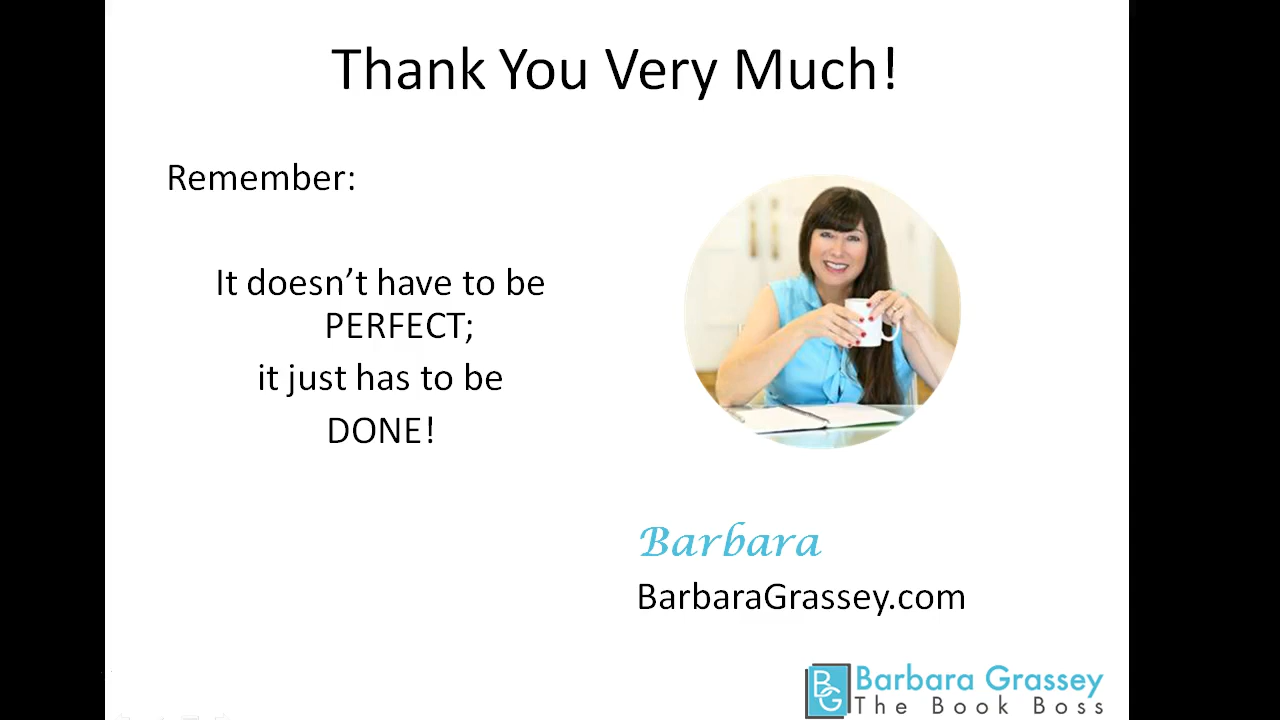 Thank You Very Much!
Remember:
It doesn’t have to be
PERFECT;
it just has to be
DONE!
Barbara
BarbaraGrassey.com
BG
Barbara Grassey
The Book Boss